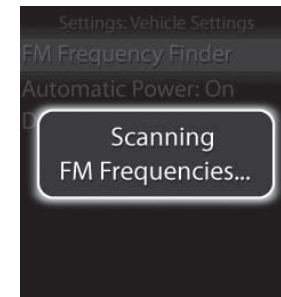 Settings: Vehicle Settings
FM Frequency Finder
Automatic Power: On
D
Scanning
FM Frequencies...